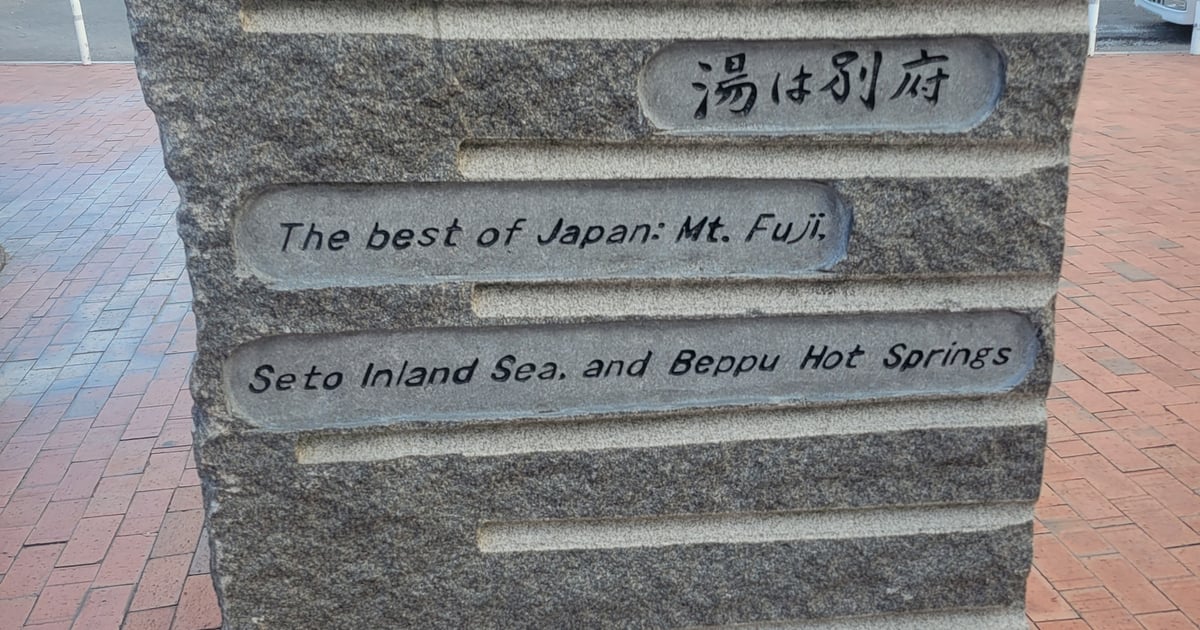 湯は別府
The best of Japan: Mt. Fuji,
Seto Inland Sea, and Beppu Hot Springs